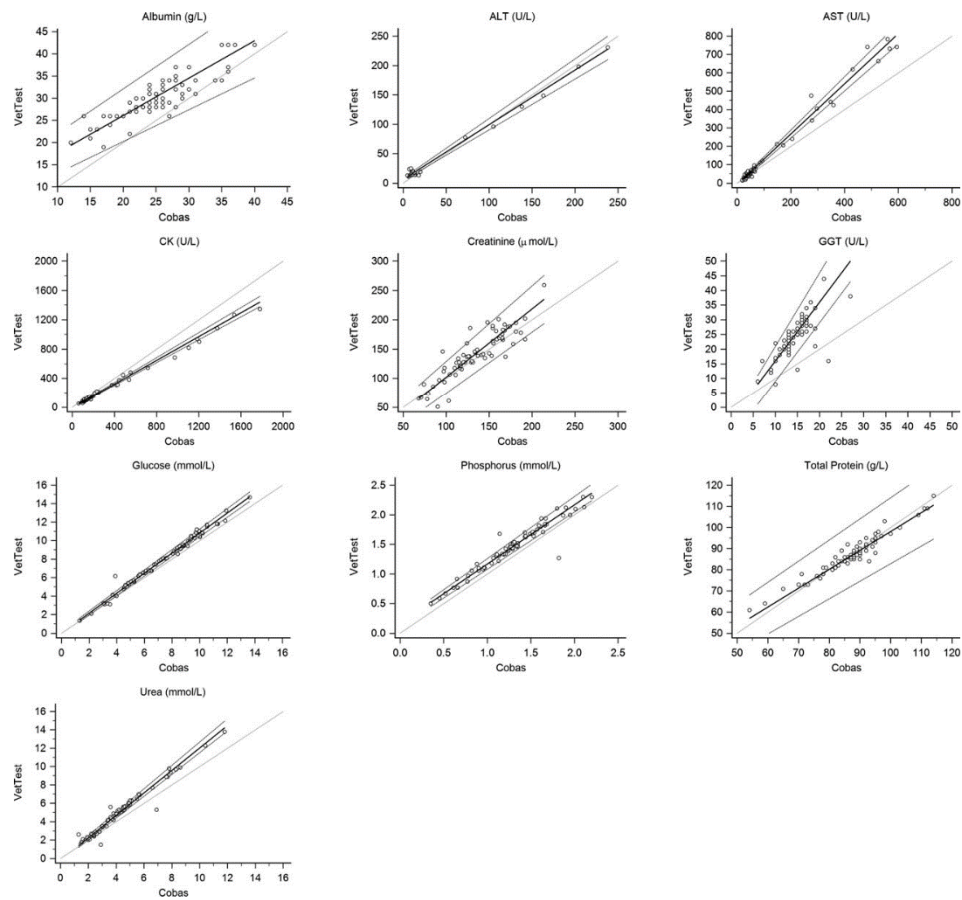 Albumin (g/L)
VetTest
45
40
35
30
25
20
15
10
10 15 20 25 30 35 40 45
Cobas
ALT (U/L)
VetTest
250
200
150
100
50
0
0 50 100 150 200 250
Cobas
AST (U/L)
VetTest
800
700
600
500
400
300
200
100
0
0 200 400 600 800
Cobas
CK (U/L)
VetTest
2000
1600
1200
800
400
0
0 400 800 1200 1600 2000
Cobas
Creatinine (μ mol/L)
VetTest
300
250
200
150
100
50
50 100 150 200 250 300
Cobas
GGT (U/L)
VetTest
50
45
40
35
30
25
20
15
10
5
0
0 5 10 15 20 25 30 35 40 45 50
Cobas
Glucose (mmol/L)
VetTest
16
14
12
10
8
6
4
2
0
0 2 4 6 8 10 12 14 16
Cobas
Phosphorus (mmol/L)
VetTest
2.5
2.0
1.5
1.0
0.5
0.0
0.0 0.5 1.0 1.5 2.0 2.5
Cobas
Total Protein (g/L)
VetTest
120
110
100
90
80
70
60
50
50 60 70 80 90 100 110 120
Cobas
Urea (mmol/L)
VetTest
16
14
12
10
8
6
4
2
0
0 2 4 6 8 10 12 14 16
Cobas